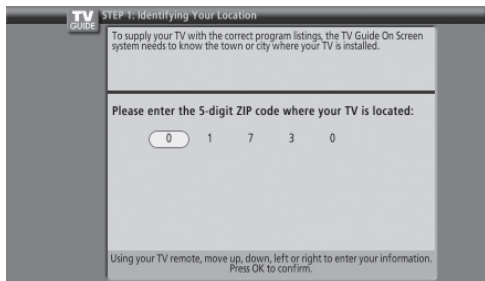 TV GUIDE
STEP 1: Identifying Your Location
To supply your TV with the correct program listings, the TV Guide On Screen
system needs to know the town or city where your TV is installed.
Please enter the 5-digit ZIP code where your TV is located:
0 1 7 3 0
Using your TV remote, move up, down, left or right to enter your information.
Press OK to confirm.